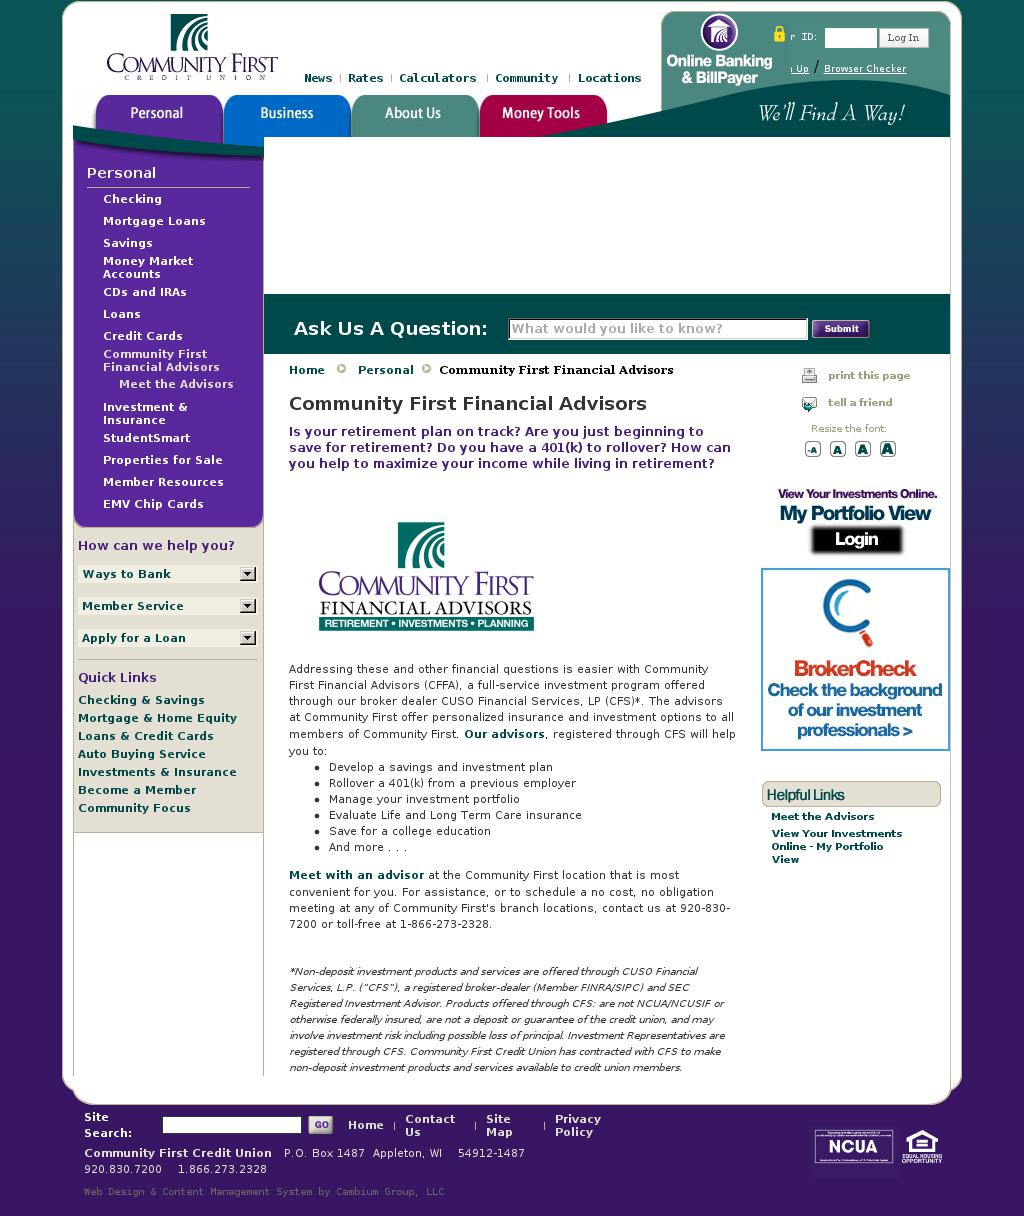 COMMUNITY FIRST
CREDIT UNION
News | Rates | Calculators | Community | Locations
Online Banking
& BillPayer
r ID:
Log In
Up / Browser Checker
We'll Find A Way!
Personal
Business
About Us
Money Tools
Personal
Checking
Mortgage Loans
Savings
Money Market
Accounts
CDs and IRAs
Loans
Credit Cards
Community First
Financial Advisors
Meet the Advisors
Investment &
Insurance
StudentSmart
Properties for Sale
Member Resources
EMV Chip Cards
How can we help you?
Ways to Bank
Member Service
Apply for a Loan
Quick Links
Checking & Savings
Mortgage & Home Equity
Loans & Credit Cards
Auto Buying Service
Investments & Insurance
Become a Member
Community Focus
Ask Us A Question:
What would you like to know?
Submit
Home Personal Community First Financial Advisors
Community First Financial Advisors
Is your retirement plan on track? Are you just beginning to
save for retirement? Do you have a 401(k) to rollover? How can
you help to maximize your income while living in retirement?
COMMUNITY FIRST
FINANCIAL ADVISORS
RETIREMENT • INVESTMENTS • PLANNING
Addressing these and other financial questions is easier with Community
First Financial Advisors (CFFA), a full-service investment program offered
through our broker dealer CUSO Financial Services, LP (CFS)*. The advisors
at Community First offer personalized insurance and investment options to all
members of Community First. Our advisors, registered through CFS will help
you to:
• Develop a savings and investment plan
• Rollover a 401(k) from a previous employer
• Manage your investment portfolio
• Evaluate Life and Long Term Care insurance
• Save for a college education
• And more . . .
Meet with an advisor at the Community First location that is most
convenient for you. For assistance, or to schedule a no cost, no obligation
meeting at any of Community First's branch locations, contact us at 920-830-
7200 or toll-free at 1-866-273-2328.
*Non-deposit investment products and services are offered through CUSO Financial
Services, L.P. ("CFS"), a registered broker-dealer (Member FINRA/SIPC) and SEC
Registered Investment Advisor. Products offered through CFS: are not NCUA/NCUSIF or
otherwise federally insured, are not a deposit or guarantee of the credit union, and may
involve investment risk including possible loss of principal. Investment Representatives are
registered through CFS. Community First Credit Union has contracted with CFS to make
non-deposit investment products and services available to credit union members.
print this page
tell a friend
Resize the font:
-A A A A
View Your Investments Online.
My Portfolio View
Login
BrokerCheck
Check the background
of our investment
professionals >
Helpful Links
Meet the Advisors
View Your Investments
Online - My Portfolio
View
Site
Search:
GO
Home | Contact
Us | Site
Map | Privacy
Policy
Community First Credit Union P.O. Box 1487 Appleton, WI 54912-1487
920.830.7200 1.866.273.2328
Web Design & Content Management System by Cambium Group, LLC
NCUA
EQUAL HOUSING
OPPORTUNITY